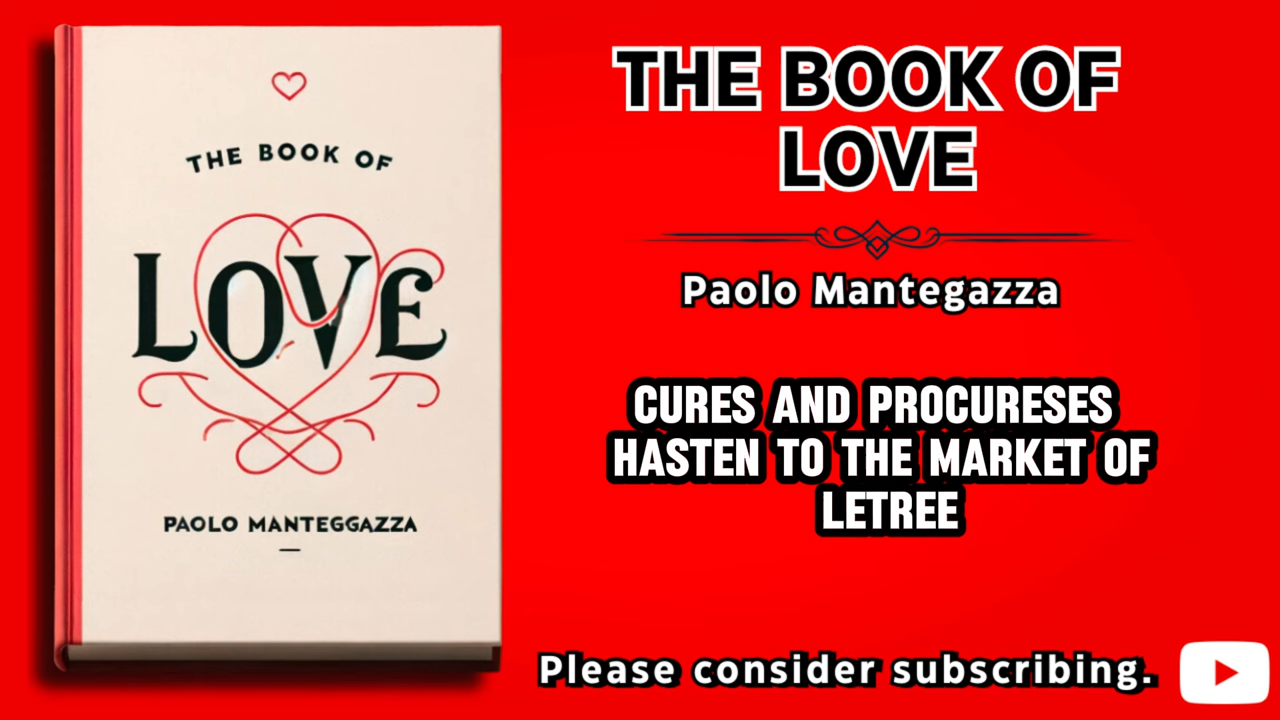 THE BOOK OF
LOVE
PAOLO MANTEGGAZZA
THE BOOK OF
LOVE
Paolo Mantegazza
CURES AND PROCURESES
HASTEN TO THE MARKET OF
LETREE
Please consider subscribing.